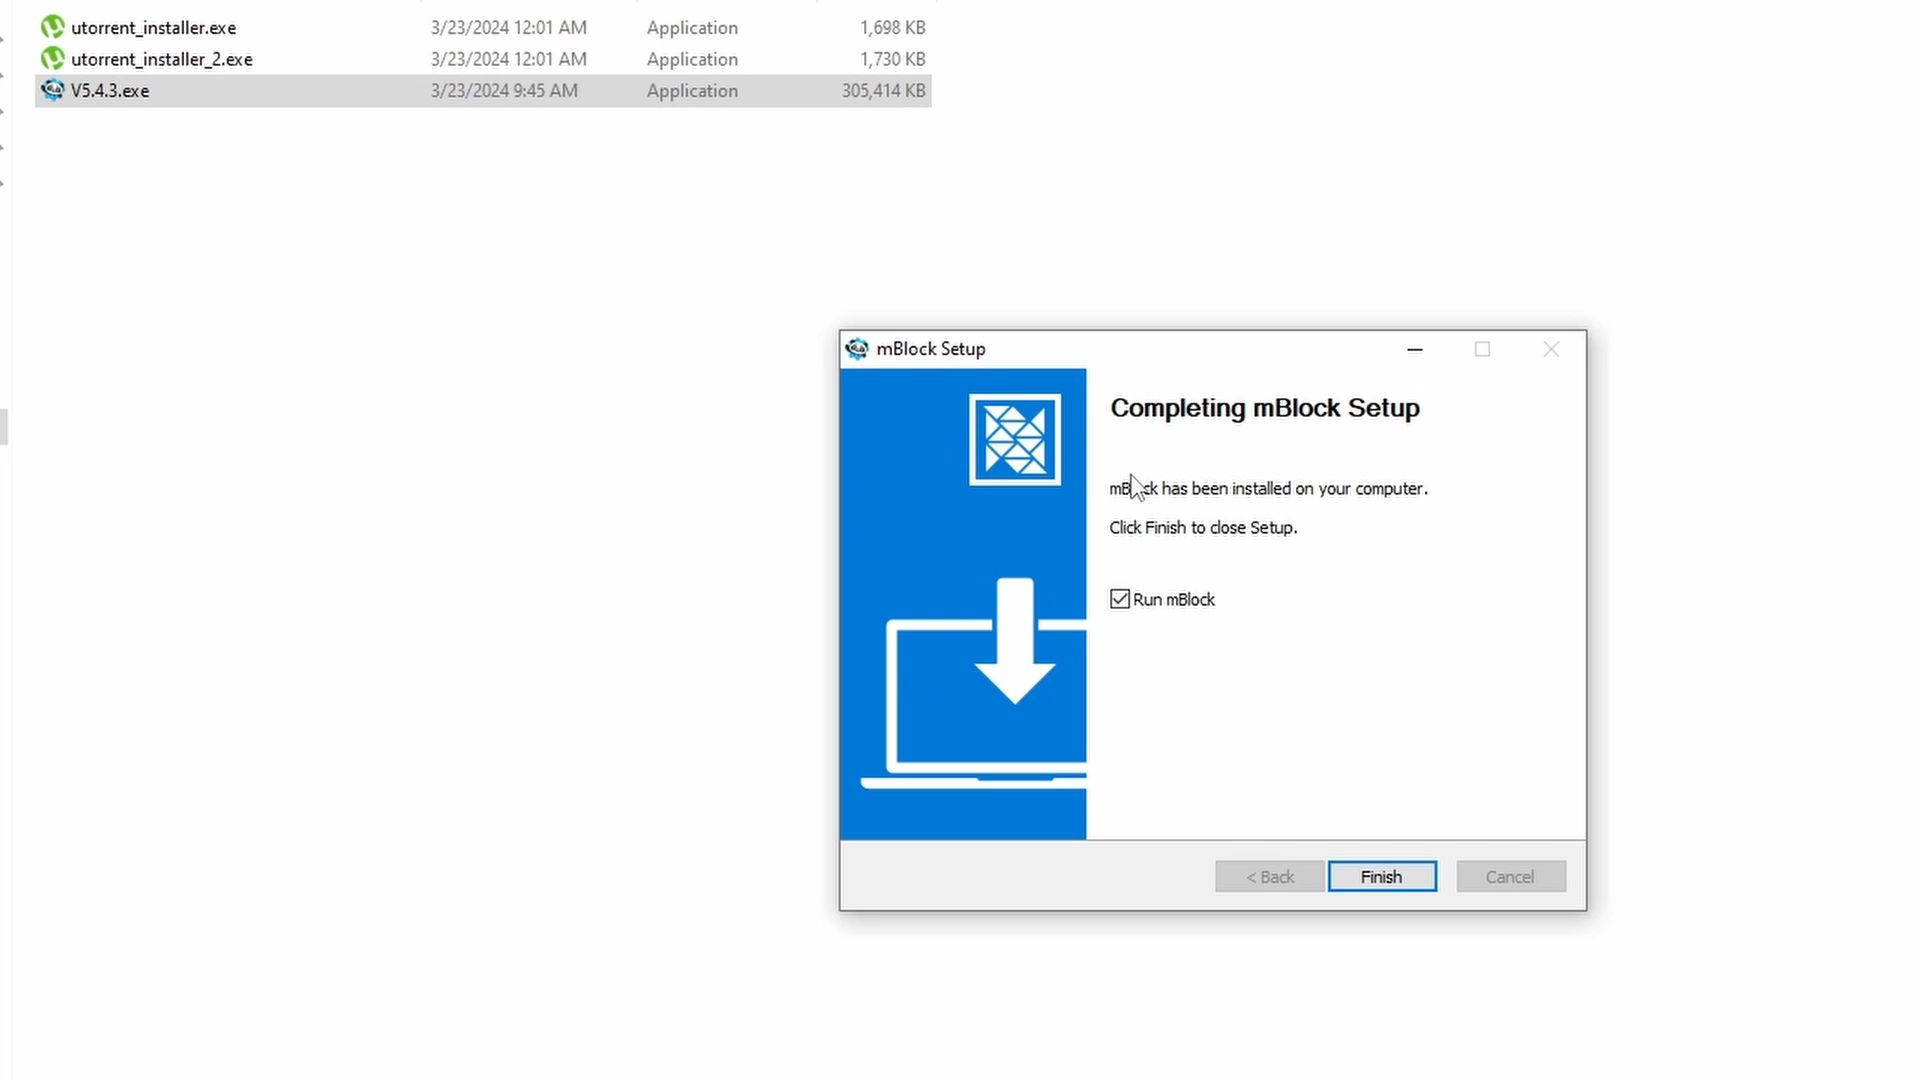 utorrent_installer.exe 3/23/2024 12:01 AM Application 1,698 KB
utorrent_installer_2.exe 3/23/2024 12:01 AM Application 1,730 KB
V5.4.3.exe 3/23/2024 9:45 AM Application 305,414 KB
mBlock Setup
Completing mBlock Setup
mBlock has been installed on your computer.
Click Finish to close Setup.
Run mBlock
< Back Finish Cancel